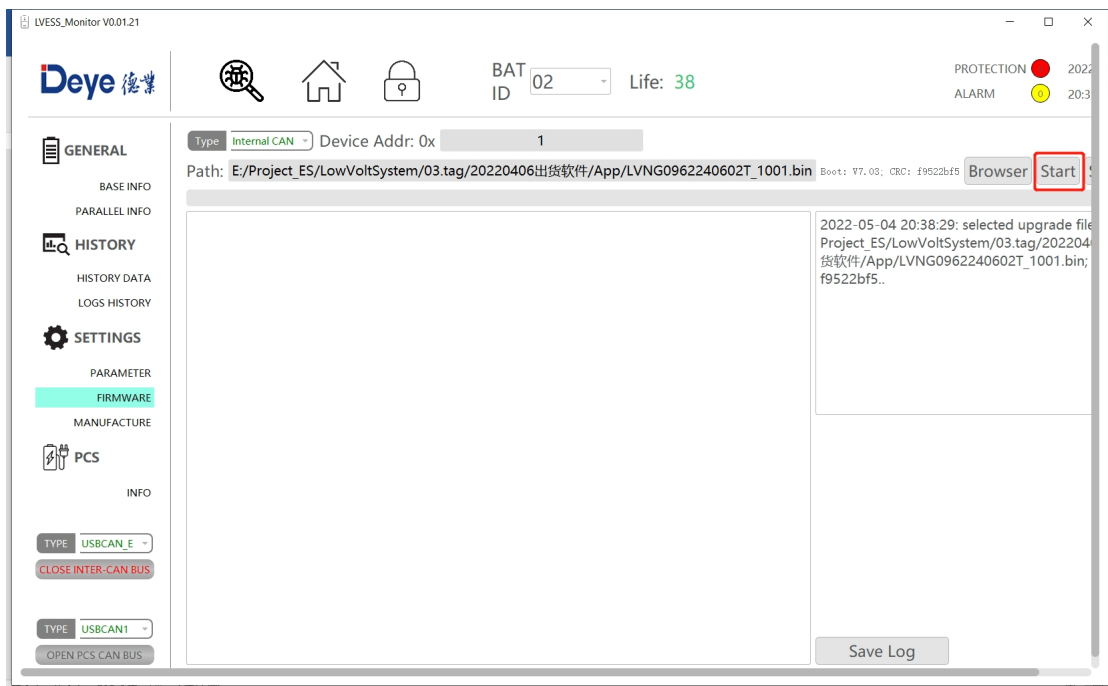 LVESS_Monitor V0.01.21
Deye 德業
BAT ID 02 Life: 38
PROTECTION 2022
ALARM 0 20:3
GENERAL
BASE INFO
PARALLEL INFO
HISTORY
HISTORY DATA
LOGS HISTORY
SETTINGS
PARAMETER
FIRMWARE
MANUFACTURE
PCS
INFO
TYPE USBCAN_E
CLOSE INTER-CAN BUS
TYPE USBCAN1
OPEN PCS CAN BUS
Type Internal CAN Device Addr: 0x 1
Path: E:/Project_ES/LowVoltSystem/03.tag/20220406出货软件/App/LVNG0962240602T_1001.bin Boot: V7.03, CRC: f9522bf5 Browser Start
2022-05-04 20:38:29: selected upgrade file
Project_ES/LowVoltSystem/03.tag/202204
货软件/App/LVNG0962240602T_1001.bin;
f9522bf5..
Save Log